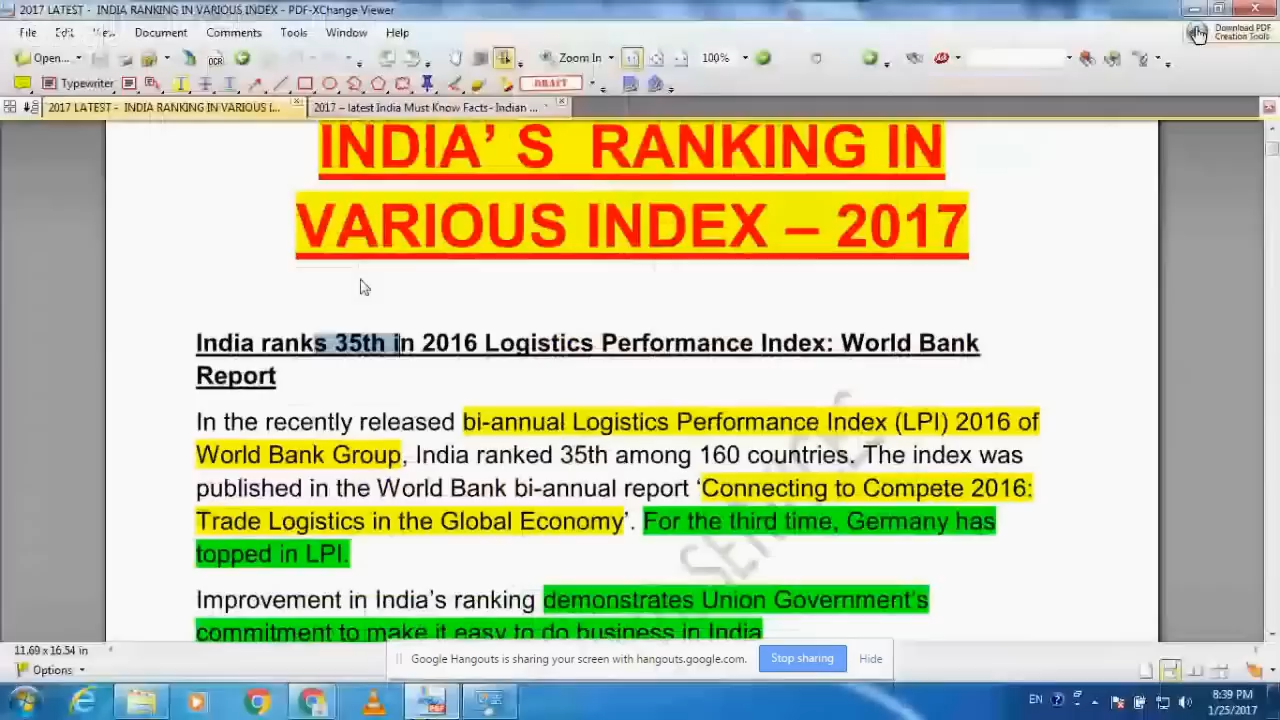 2017 LATEST - INDIA RANKING IN VARIOUS INDEX - PDF-XChange Viewer
File Edit View Document Comments Tools Window Help
Download PDF
Creation Tools
Open... OCR Zoom In 100%
Typewriter DRAFT
2017 LATEST - INDIA RANKING IN VARIOUS I... 2017 – latest India Must Know Facts- Indian ...
INDIA' S RANKING IN
VARIOUS INDEX – 2017
India ranks 35th in 2016 Logistics Performance Index: World Bank
Report
In the recently released bi-annual Logistics Performance Index (LPI) 2016 of
World Bank Group, India ranked 35th among 160 countries. The index was
published in the World Bank bi-annual report ‘Connecting to Compete 2016:
Trade Logistics in the Global Economy’. For the third time, Germany has
topped in LPI.
Improvement in India’s ranking demonstrates Union Government’s
commitment to make it easy to do business in India
11.69 x 16.54 in
Options
Google Hangouts is sharing your screen with hangouts.google.com. Stop sharing Hide
EN 8:39 PM
1/25/2017